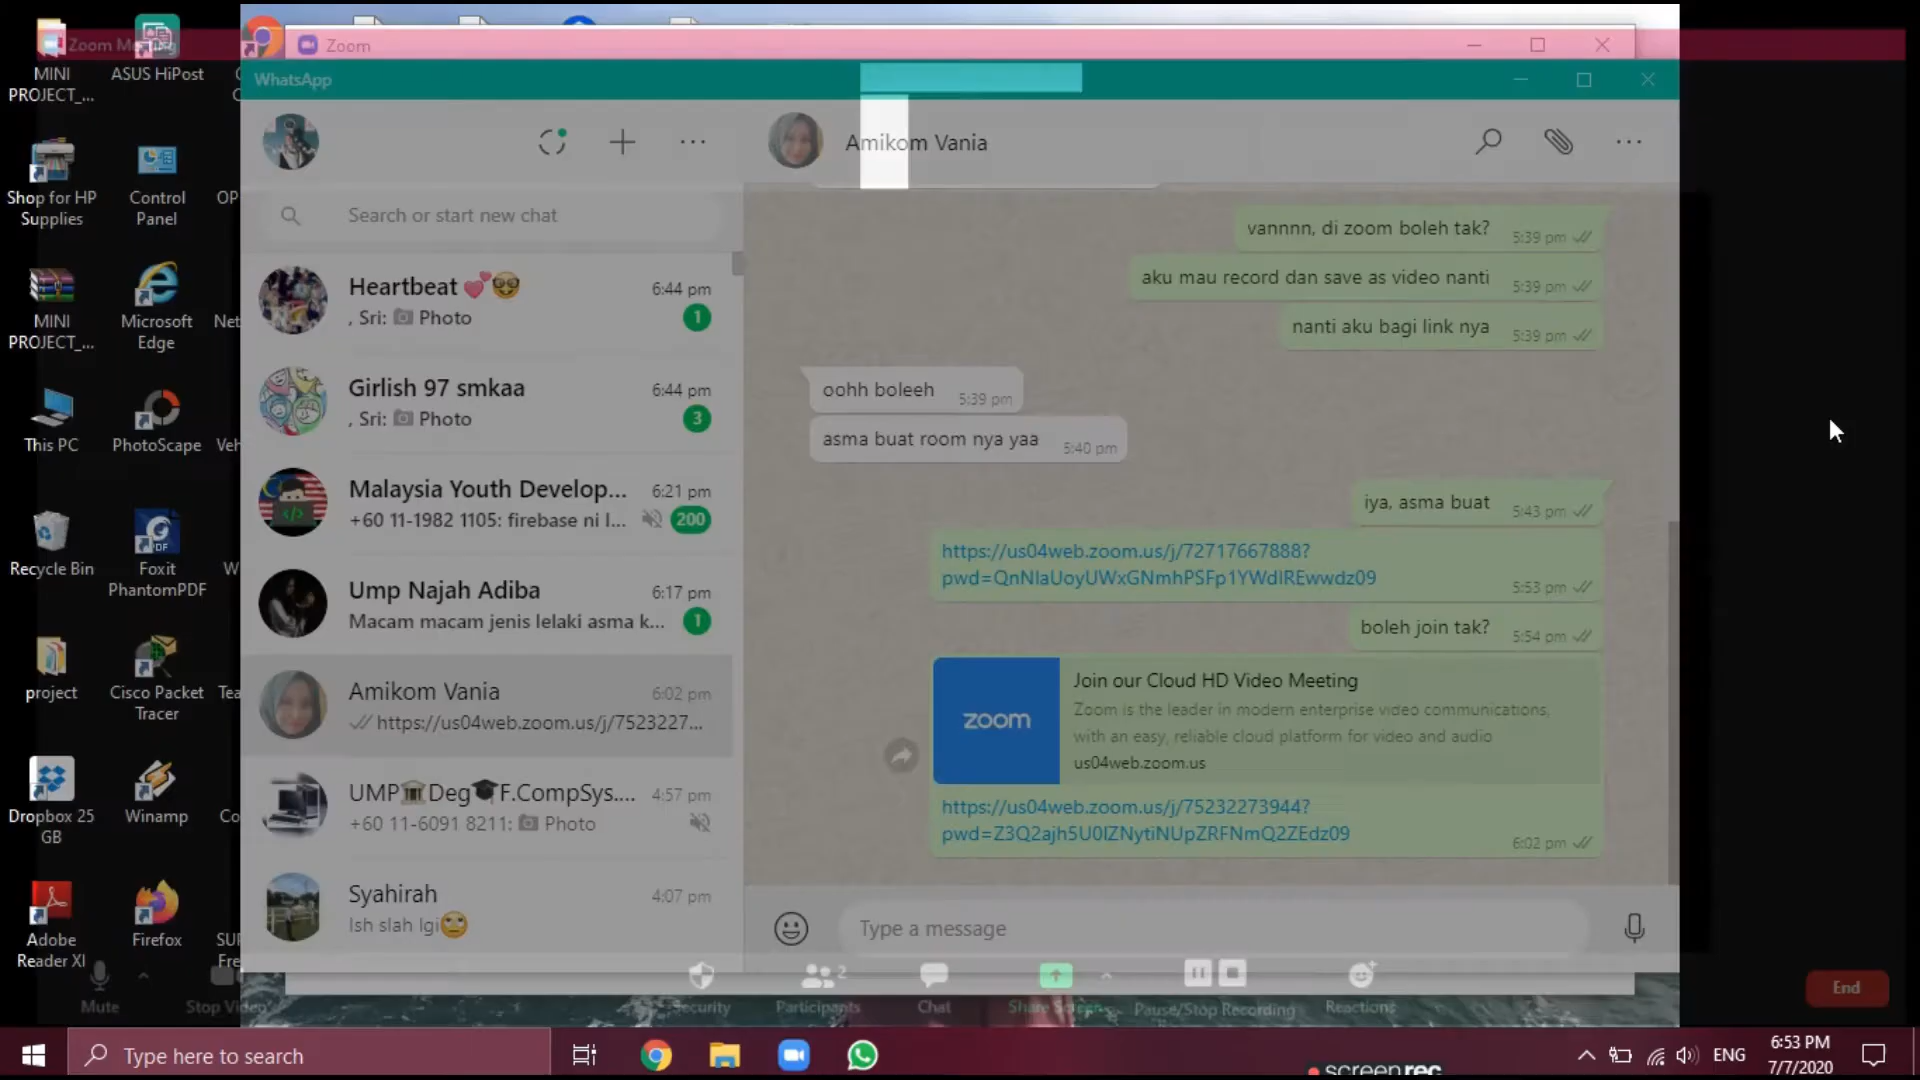 Zoom
WhatsApp
MINI
PROJECT_...
ASUS HiPost
Shop for HP
Supplies
Control
Panel
MINI
PROJECT_...
Microsoft
Edge
This PC
PhotoScape
Recycle Bin
Foxit
PhantomPDF
project
Cisco Packet
Tracer
Dropbox 25
GB
Winamp
Adobe
Reader XI
Firefox
Search or start new chat
Heartbeat 💕🤓
6:44 pm
, Sri: 📷 Photo
1
Girlish 97 smkaa
6:44 pm
, Sri: 📷 Photo
3
Malaysia Youth Develop...
6:21 pm
+60 11-1982 1105: firebase ni l...
200
Ump Najah Adiba
6:17 pm
Macam macam jenis lelaki asma k...
1
Amikom Vania
6:02 pm
https://us04web.zoom.us/j/7523227...
UMP🏛Deg🎓F.CompSys....
4:57 pm
+60 11-6091 8211: 📷 Photo
Syahirah
4:07 pm
Ish slah lgi🙄
Amikom Vania
vannnn, di zoom boleh tak?
5:39 pm
aku mau record dan save as video nanti
5:39 pm
nanti aku bagi link nya
5:39 pm
oohh boleeh
5:39 pm
asma buat room nya yaa
5:40 pm
iya, asma buat
5:43 pm
https://us04web.zoom.us/j/72717667888?
pwd=QnNlaUoyUWxGNmhPSFp1YWdIREwwdz09
5:53 pm
boleh join tak?
5:54 pm
zoom
Join our Cloud HD Video Meeting
Zoom is the leader in modern enterprise video communications,
with an easy, reliable cloud platform for video and audio
us04web.zoom.us
https://us04web.zoom.us/j/75232273944?
pwd=Z3Q2ajh5U0lZNytiNUpZRFNmQ2ZEdz09
6:02 pm
Type a message
Mute
Stop Video
Security
Participants
2
Chat
Share Screen
Pause/Stop Recording
Reactions
End
Type here to search
screenrec
ENG
6:53 PM
7/7/2020